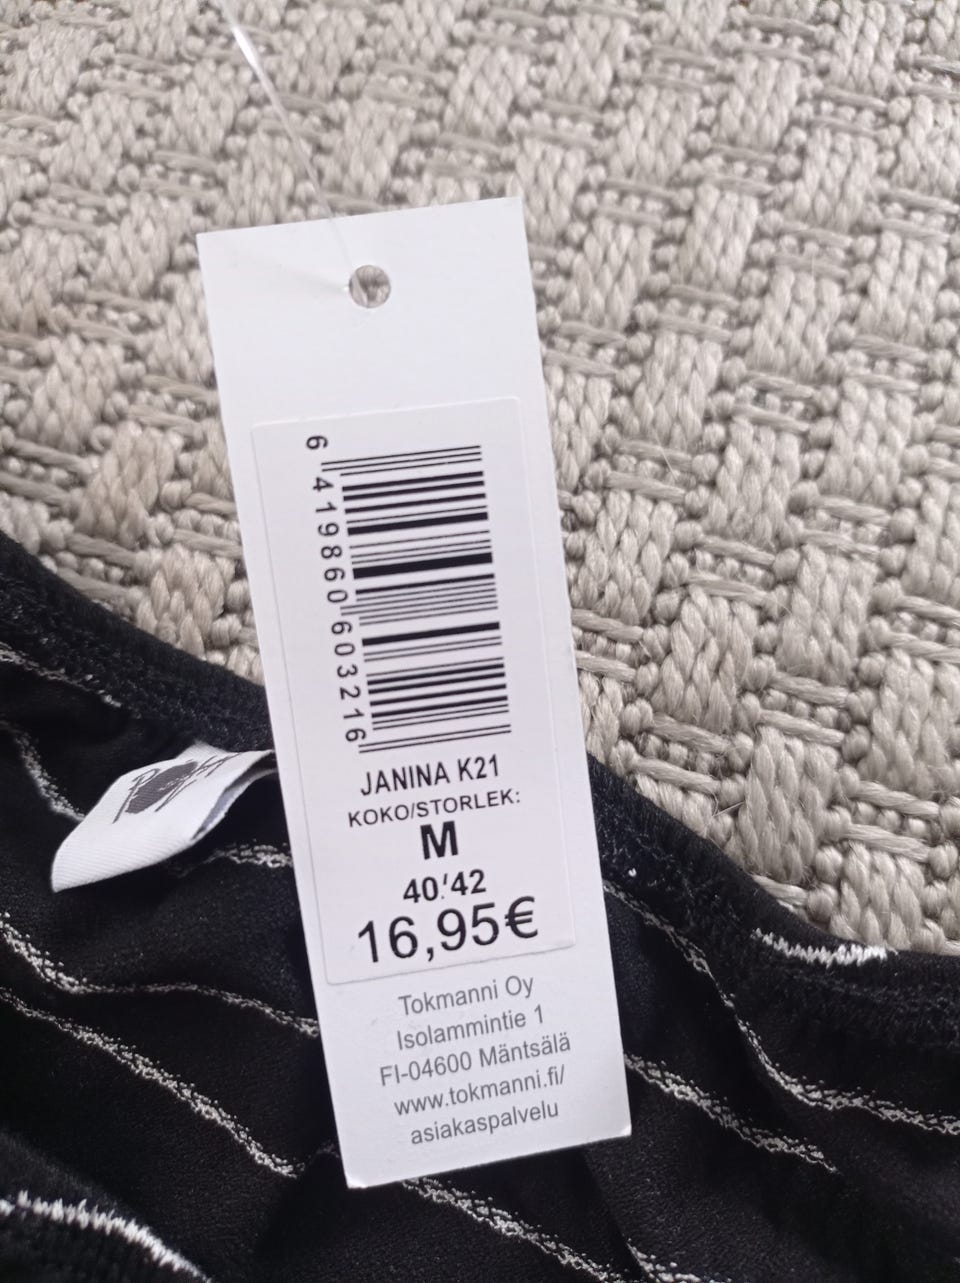 6 419860 603216
JANINA K21
KOKO/STORLEK:
M
40/42
16,95€
Tokmanni Oy
Isolammintie 1
FI-04600 Mäntsälä
www.tokmanni.fi/
asiakaspalvelu